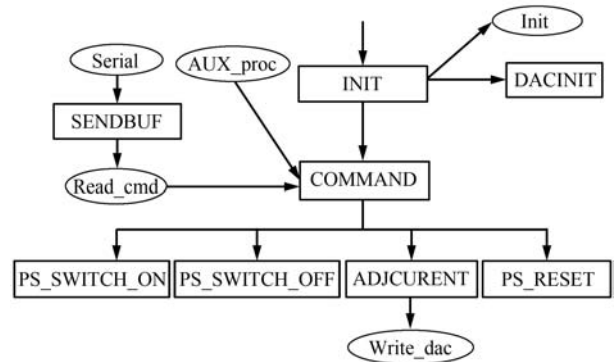 Init
Serial
AUX_proc
INIT
DACINIT
SENDBUF
Read_cmd
COMMAND
PS_SWITCH_ON
PS_SWITCH_OFF
ADJCURENT
PS_RESET
Write_dac